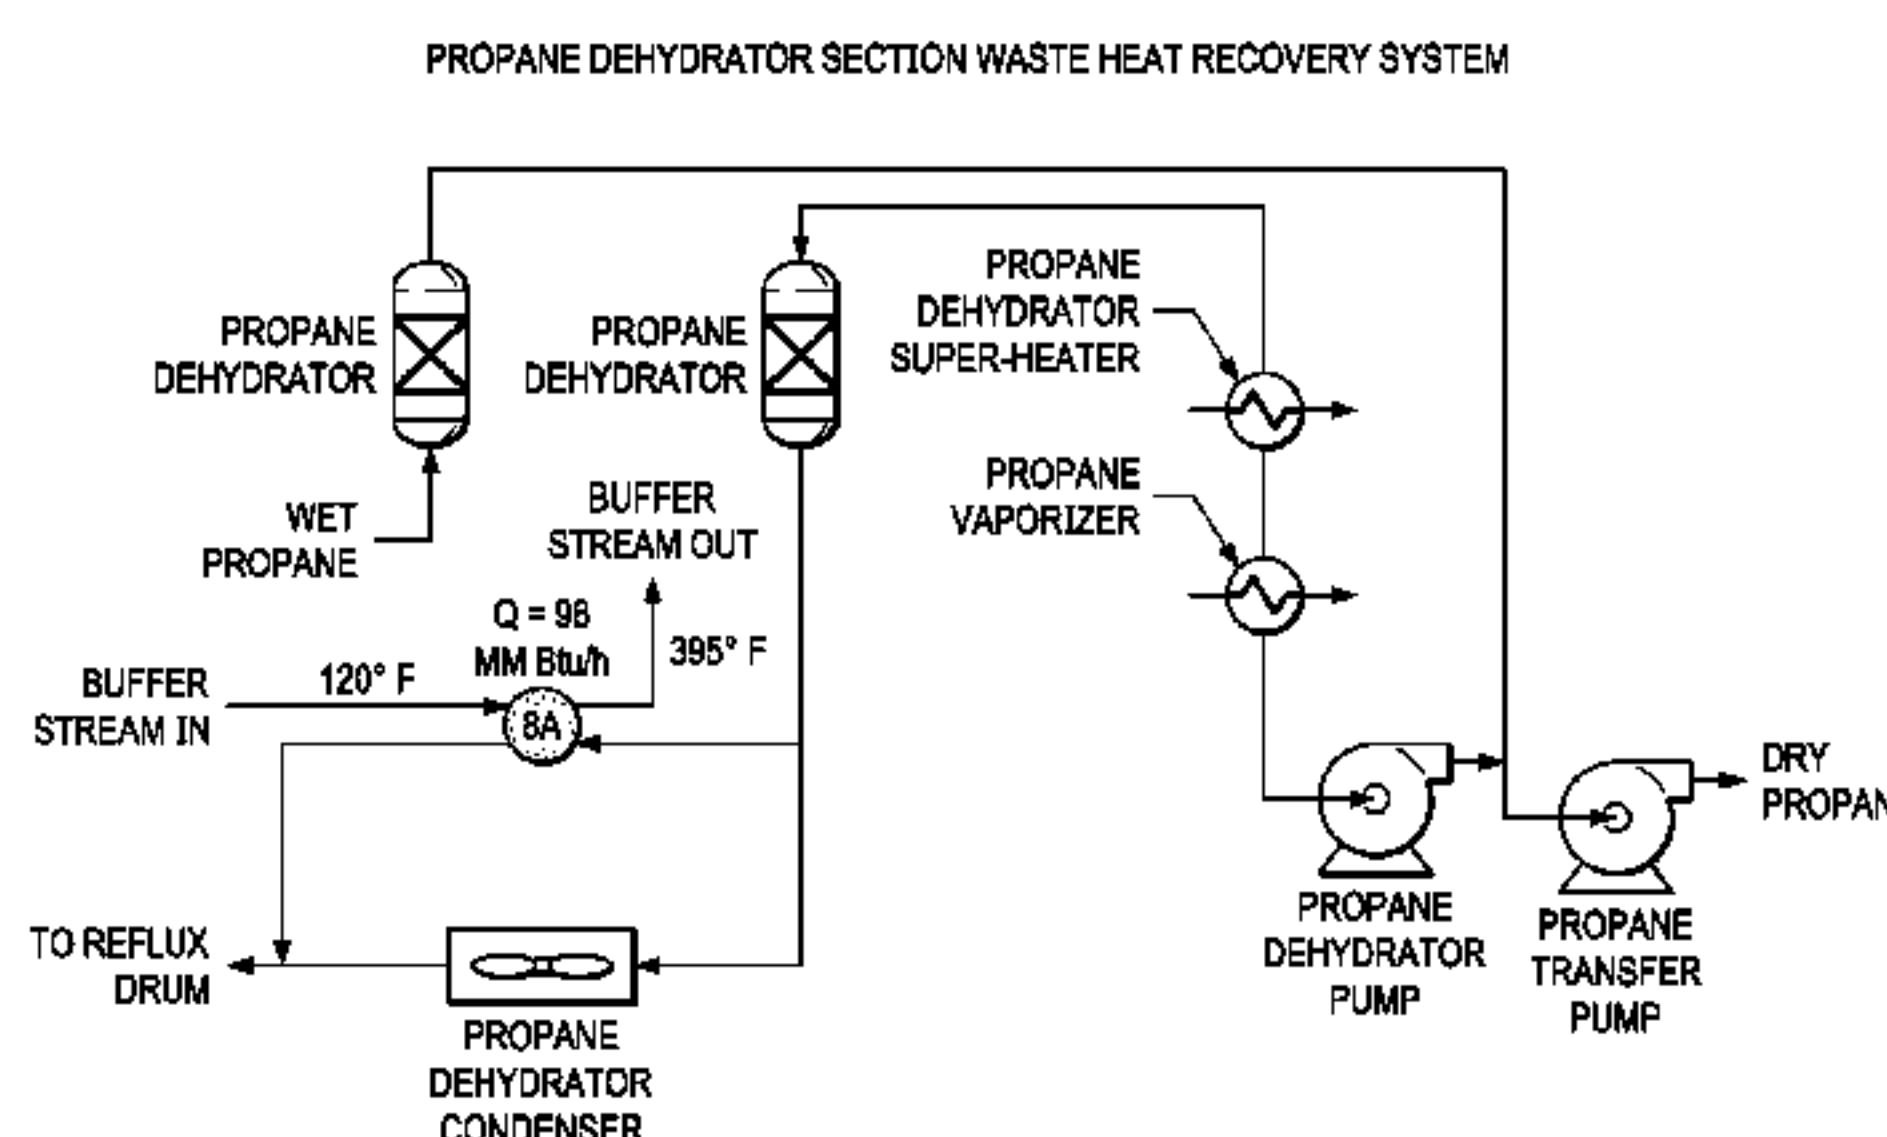 PROPANE DEHYDRATOR SECTION WASTE HEAT RECOVERY SYSTEM
PROPANE
DEHYDRATOR
PROPANE
DEHYDRATOR
PROPANE
DEHYDRATOR
SUPER-HEATER
WET
PROPANE
BUFFER
STREAM OUT
PROPANE
VAPORIZER
Q = 98
MM Btu/h
395° F
120° F
BUFFER
STREAM IN
8A
DRY
PROPAN
TO REFLUX
DRUM
PROPANE
DEHYDRATOR
PUMP
PROPANE
TRANSFER
PUMP
PROPANE
DEHYDRATOR
CONDENSER